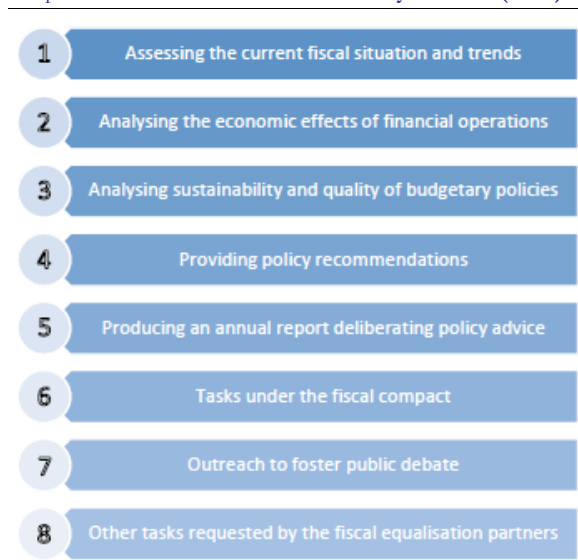 1 Assessing the current fiscal situation and trends
2 Analysing the economic effects of financial operations
3 Analysing sustainability and quality of budgetary policies
4 Providing policy recommendations
5 Producing an annual report deliberating policy advice
6 Tasks under the fiscal compact
7 Outreach to foster public debate
8 Other tasks requested by the fiscal equalisation partners